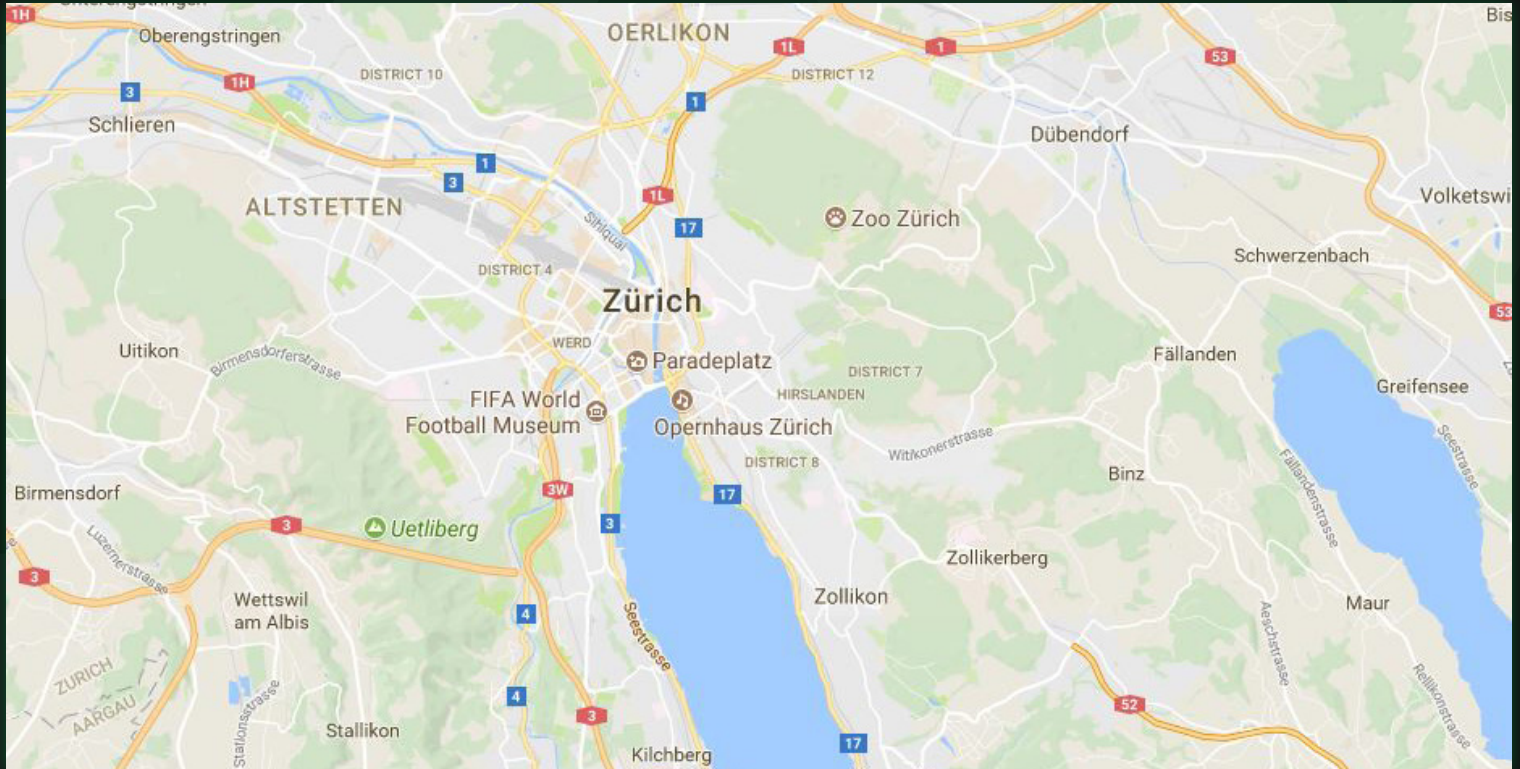 1H
Oberengstringen
OERLIKON
1L
1
53
Bis
DISTRICT 10
DISTRICT 12
1H
3
1
Schlieren
Dübendorf
1
3
ALTSTETTEN
1L
Volketswi
Sihlquai
17
Zoo Zürich
Schwerzenbach
DISTRICT 4
Zürich
53
WERD
Uitikon
Birmensdorferstrasse
Paradeplatz
Fällanden
DISTRICT 7
Greifensee
HIRSLANDEN
FIFA World
Football Museum
Opernhaus Zürich
Witikonerstrasse
Seestrasse
DISTRICT 8
Binz
Fällandenstrasse
Birmensdorf
3W
17
3
3
Uetliberg
Luzernerstrasse
Zollikerberg
3
Wettswil
am Albis
4
Seestrasse
Zollikon
Maur
Aeschstrasse
ZURICH
AARGAU
Stationsstrasse
4
3
52
Rellikonstrasse
Stallikon
Kilchberg
17